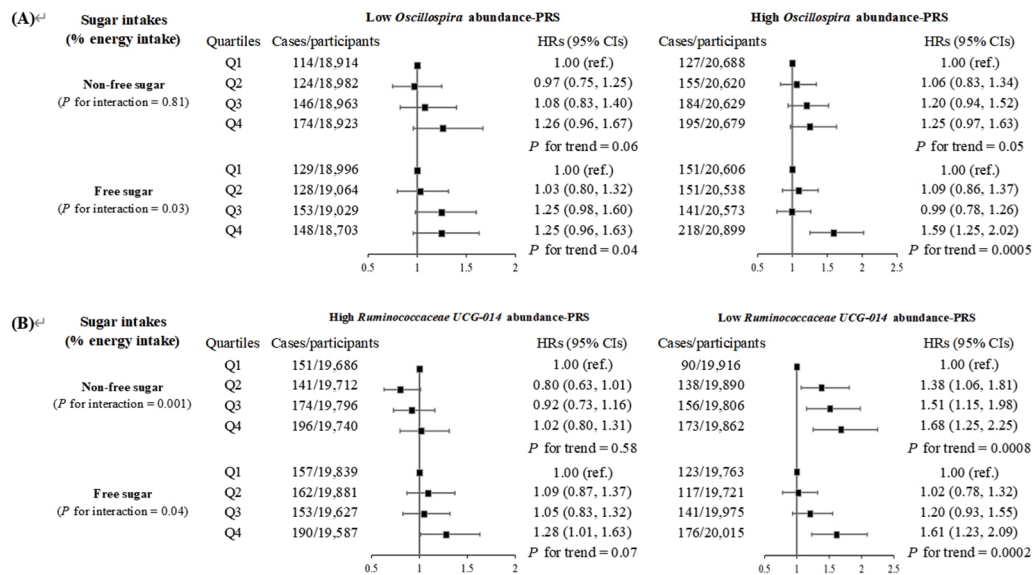 (A)↵
Sugar intakes
(% energy intake)
Low Oscillospira abundance-PRS
High Oscillospira abundance-PRS
Quartiles Cases/participants HRs (95% CIs) Cases/participants HRs (95% CIs)
Non-free sugar
(P for interaction = 0.81)
Q1 114/18,914 1.00 (ref.) 127/20,688 1.00 (ref.)
Q2 124/18,982 0.97 (0.75, 1.25) 155/20,620 1.06 (0.83, 1.34)
Q3 146/18,963 1.08 (0.83, 1.40) 184/20,629 1.20 (0.94, 1.52)
Q4 174/18,923 1.26 (0.96, 1.67) 195/20,679 1.25 (0.97, 1.63)
P for trend = 0.06 P for trend = 0.05
Free sugar
(P for interaction = 0.03)
Q1 129/18,996 1.00 (ref.) 151/20,606 1.00 (ref.)
Q2 128/19,064 1.03 (0.80, 1.32) 151/20,538 1.09 (0.86, 1.37)
Q3 153/19,029 1.25 (0.98, 1.60) 141/20,573 0.99 (0.78, 1.26)
Q4 148/18,703 1.25 (0.96, 1.63) 218/20,899 1.59 (1.25, 2.02)
P for trend = 0.04 P for trend = 0.0005
0.5 1 1.5 2 0.5 1 1.5 2 2.5
(B)↵
Sugar intakes
(% energy intake)
High Ruminococcaceae UCG-014 abundance-PRS
Low Ruminococcaceae UCG-014 abundance-PRS
Quartiles Cases/participants HRs (95% CIs) Cases/participants HRs (95% CIs)
Non-free sugar
(P for interaction = 0.001)
Q1 151/19,686 1.00 (ref.) 90/19,916 1.00 (ref.)
Q2 141/19,712 0.80 (0.63, 1.01) 138/19,890 1.38 (1.06, 1.81)
Q3 174/19,796 0.92 (0.73, 1.16) 156/19,806 1.51 (1.15, 1.98)
Q4 196/19,740 1.02 (0.80, 1.31) 173/19,862 1.68 (1.25, 2.25)
P for trend = 0.58 P for trend = 0.0008
Free sugar
(P for interaction = 0.04)
Q1 157/19,839 1.00 (ref.) 123/19,763 1.00 (ref.)
Q2 162/19,881 1.09 (0.87, 1.37) 117/19,721 1.02 (0.78, 1.32)
Q3 153/19,627 1.05 (0.83, 1.32) 141/19,975 1.20 (0.93, 1.55)
Q4 190/19,587 1.28 (1.01, 1.63) 176/20,015 1.61 (1.23, 2.09)
P for trend = 0.07 P for trend = 0.0002
0.5 1 1.5 2 0.5 1 1.5 2 2.5